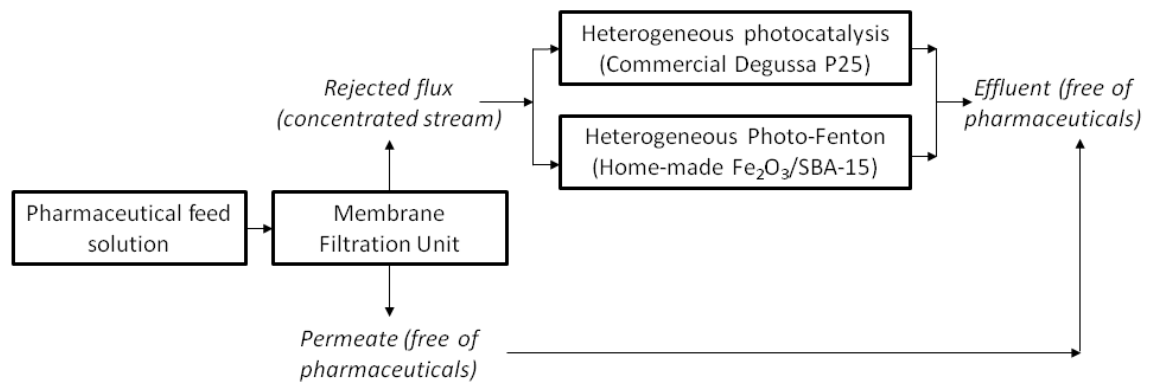 Heterogeneous photocatalysis
(Commercial Degussa P25)
Rejected flux
(concentrated stream)
Effluent (free of
pharmaceuticals)
Heterogeneous Photo-Fenton
(Home-made Fe₂O₃/SBA-15)
Pharmaceutical feed
solution
Membrane
Filtration Unit
Permeate (free of
pharmaceuticals)